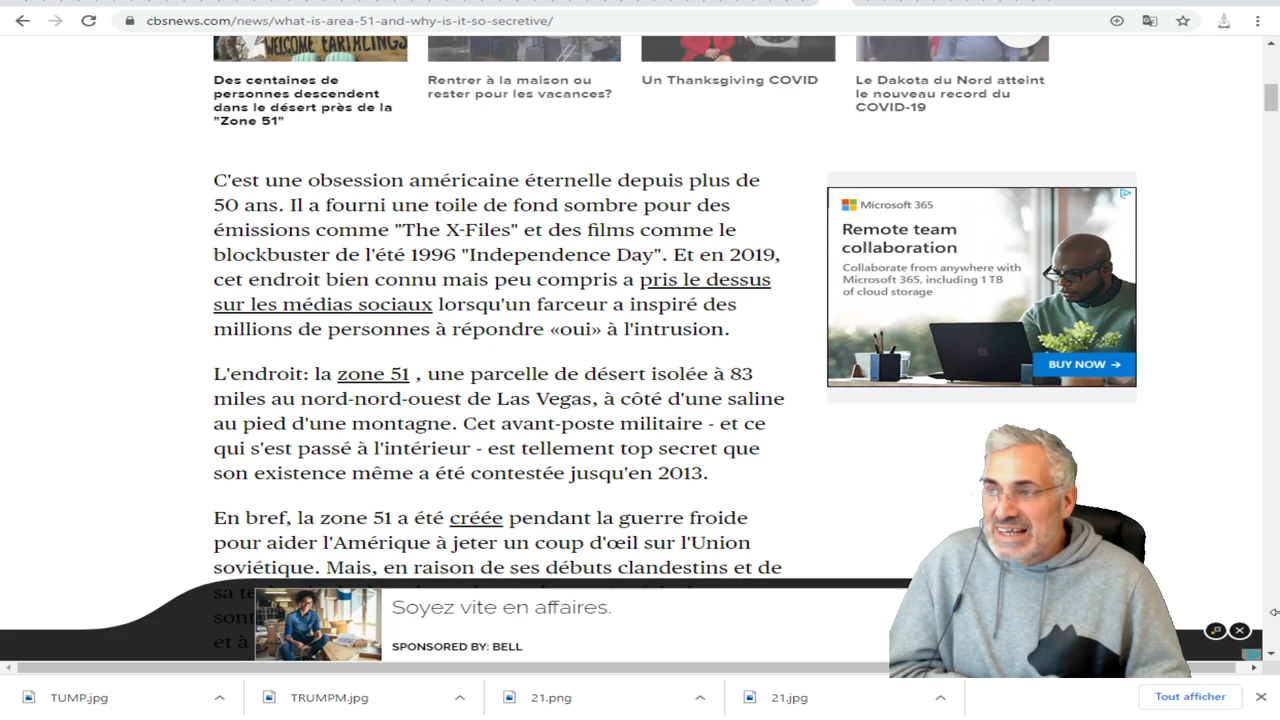 cbsnews.com/news/what-is-area-51-and-why-is-it-so-secretive/
WELCOME EARTHLINGS
Des centaines de
personnes descendent
dans le désert près de la
"Zone 51"
Rentrer à la maison ou
rester pour les vacances?
Un Thanksgiving COVID
Le Dakota du Nord atteint
le nouveau record du
COVID-19
C'est une obsession américaine éternelle depuis plus de
50 ans. Il a fourni une toile de fond sombre pour des
émissions comme "The X-Files" et des films comme le
blockbuster de l'été 1996 "Independence Day". Et en 2019,
cet endroit bien connu mais peu compris a pris le dessus
sur les médias sociaux lorsqu'un farceur a inspiré des
millions de personnes à répondre «oui» à l'intrusion.
L'endroit: la zone 51 , une parcelle de désert isolée à 83
miles au nord-nord-ouest de Las Vegas, à côté d'une saline
au pied d'une montagne. Cet avant-poste militaire - et ce
qui s'est passé à l'intérieur - est tellement top secret que
son existence même a été contestée jusqu'en 2013.
En bref, la zone 51 a été créée pendant la guerre froide
pour aider l'Amérique à jeter un coup d'œil sur l'Union
soviétique. Mais, en raison de ses débuts clandestins et de
sont
et à
Microsoft 365
Remote team
collaboration
Collaborate from anywhere with
Microsoft 365, including 1 TB
of cloud storage
BUY NOW →
Soyez vite en affaires.
SPONSORED BY: BELL
TUMP.jpg
TRUMPM.jpg
21.png
21.jpg
Tout afficher